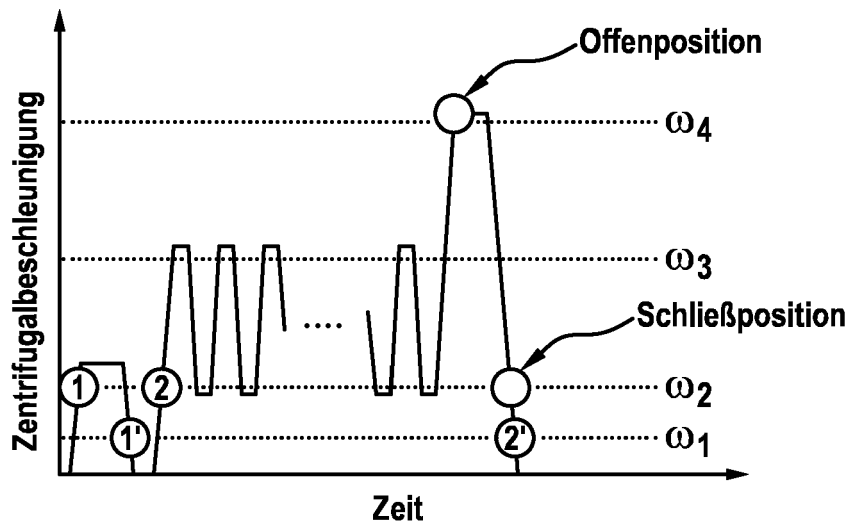 Offenposition
ω4
ω3
Schließposition
1
2
ω2
1'
2'
ω1
Zentrifugalbeschleunigung
Zeit